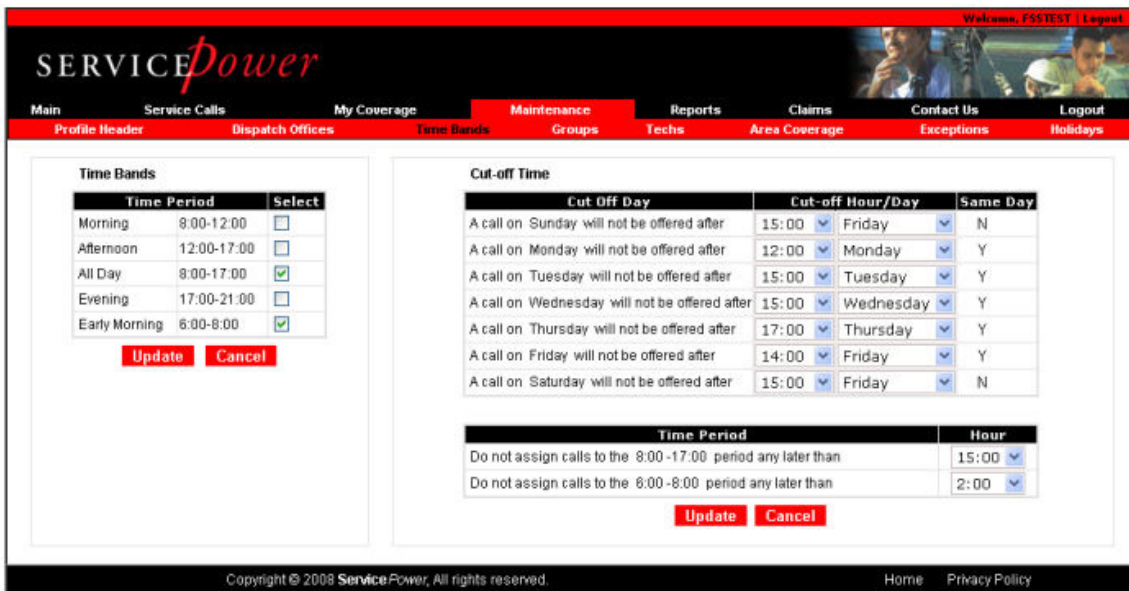 Welcome, FSSTEST | Logout
SERVICEPower
Main Service Calls My Coverage Maintenance Reports Claims Contact Us Logout
Profile Header Dispatch Offices Time Bands Groups Techs Area Coverage Exceptions Holidays
Time Bands
Time Period Select
Morning 8:00-12:00
Afternoon 12:00-17:00
All Day 8:00-17:00
Evening 17:00-21:00
Early Morning 6:00-8:00
Update Cancel
Cut-off Time
Cut Off Day Cut-off Hour/Day Same Day
A call on Sunday will not be offered after 15:00 Friday N
A call on Monday will not be offered after 12:00 Monday Y
A call on Tuesday will not be offered after 15:00 Tuesday Y
A call on Wednesday will not be offered after 15:00 Wednesday Y
A call on Thursday will not be offered after 17:00 Thursday Y
A call on Friday will not be offered after 14:00 Friday Y
A call on Saturday will not be offered after 15:00 Friday N
Time Period Hour
Do not assign calls to the 8:00 -17:00 period any later than 15:00
Do not assign calls to the 6:00 -8:00 period any later than 2:00
Update Cancel
Copyright © 2008 ServicePower, All rights reserved. Home Privacy Policy